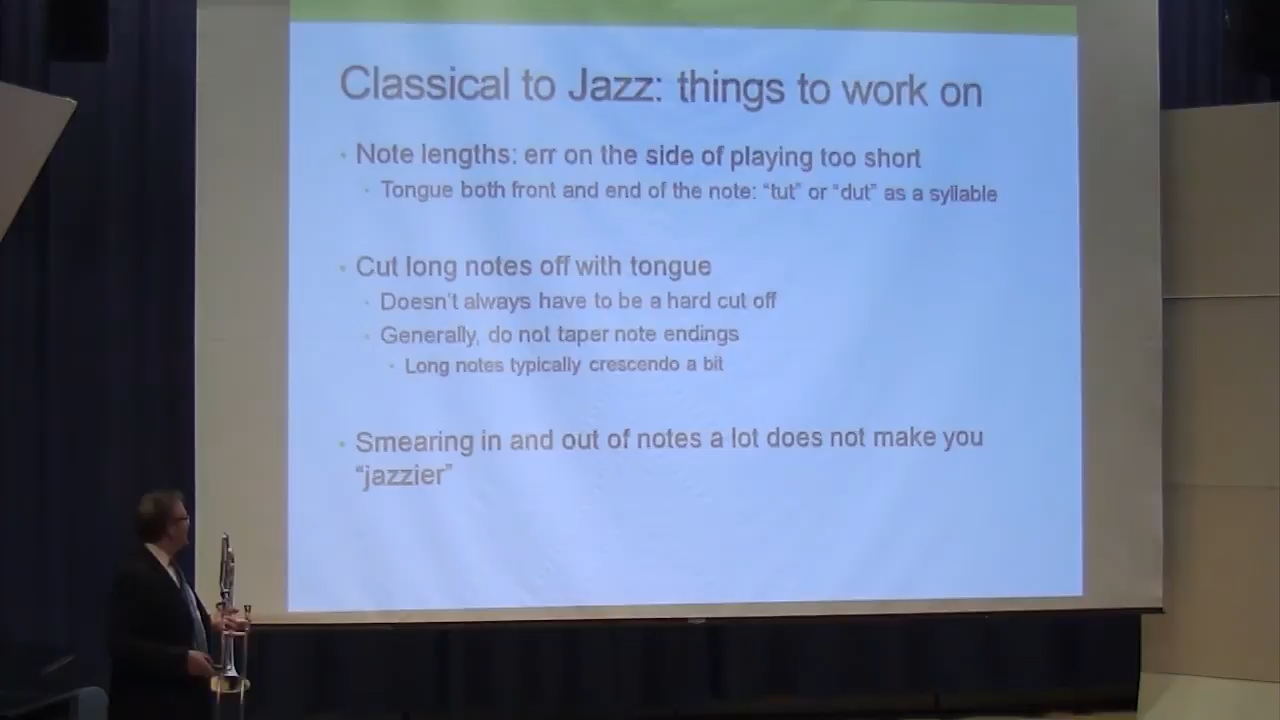 Classical to Jazz: things to work on
Note lengths: err on the side of playing too short
Tongue both front and end of the note: “tut” or “dut” as a syllable
Cut long notes off with tongue
Doesn’t always have to be a hard cut off
Generally, do not taper note endings
Long notes typically crescendo a bit
Smearing in and out of notes a lot does not make you
“jazzier”